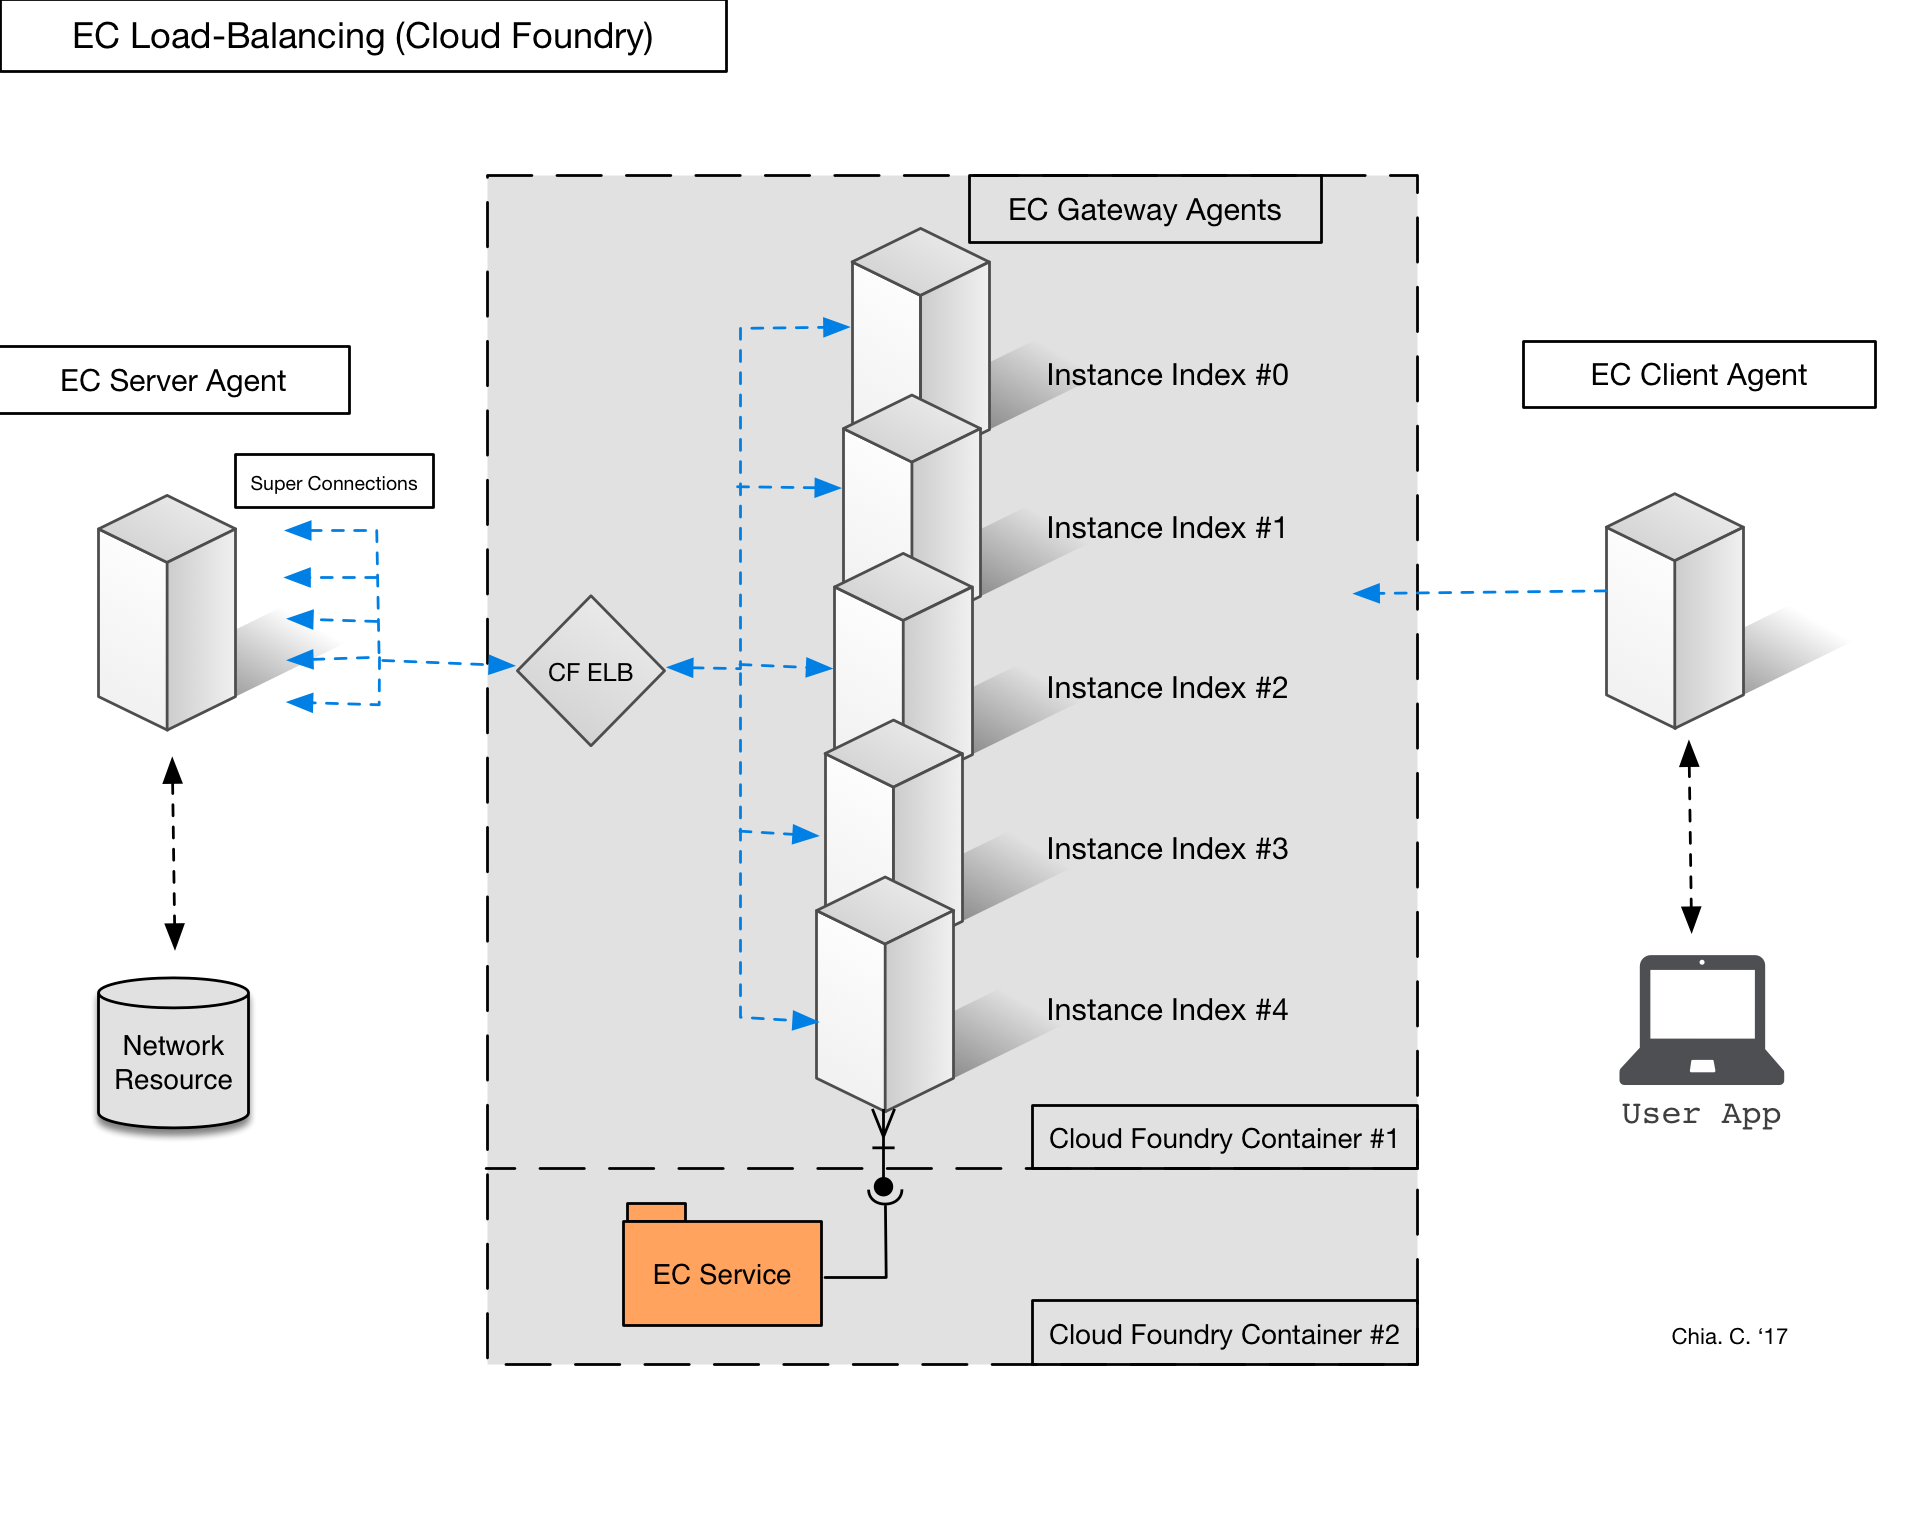 EC Load-Balancing (Cloud Foundry)
EC Gateway Agents
EC Server Agent
Instance Index #0
EC Client Agent
Super Connections
Instance Index #1
CF ELB
Instance Index #2
Instance Index #3
Instance Index #4
Network
Resource
User App
Cloud Foundry Container #1
EC Service
Cloud Foundry Container #2
Chia. C. ‘17